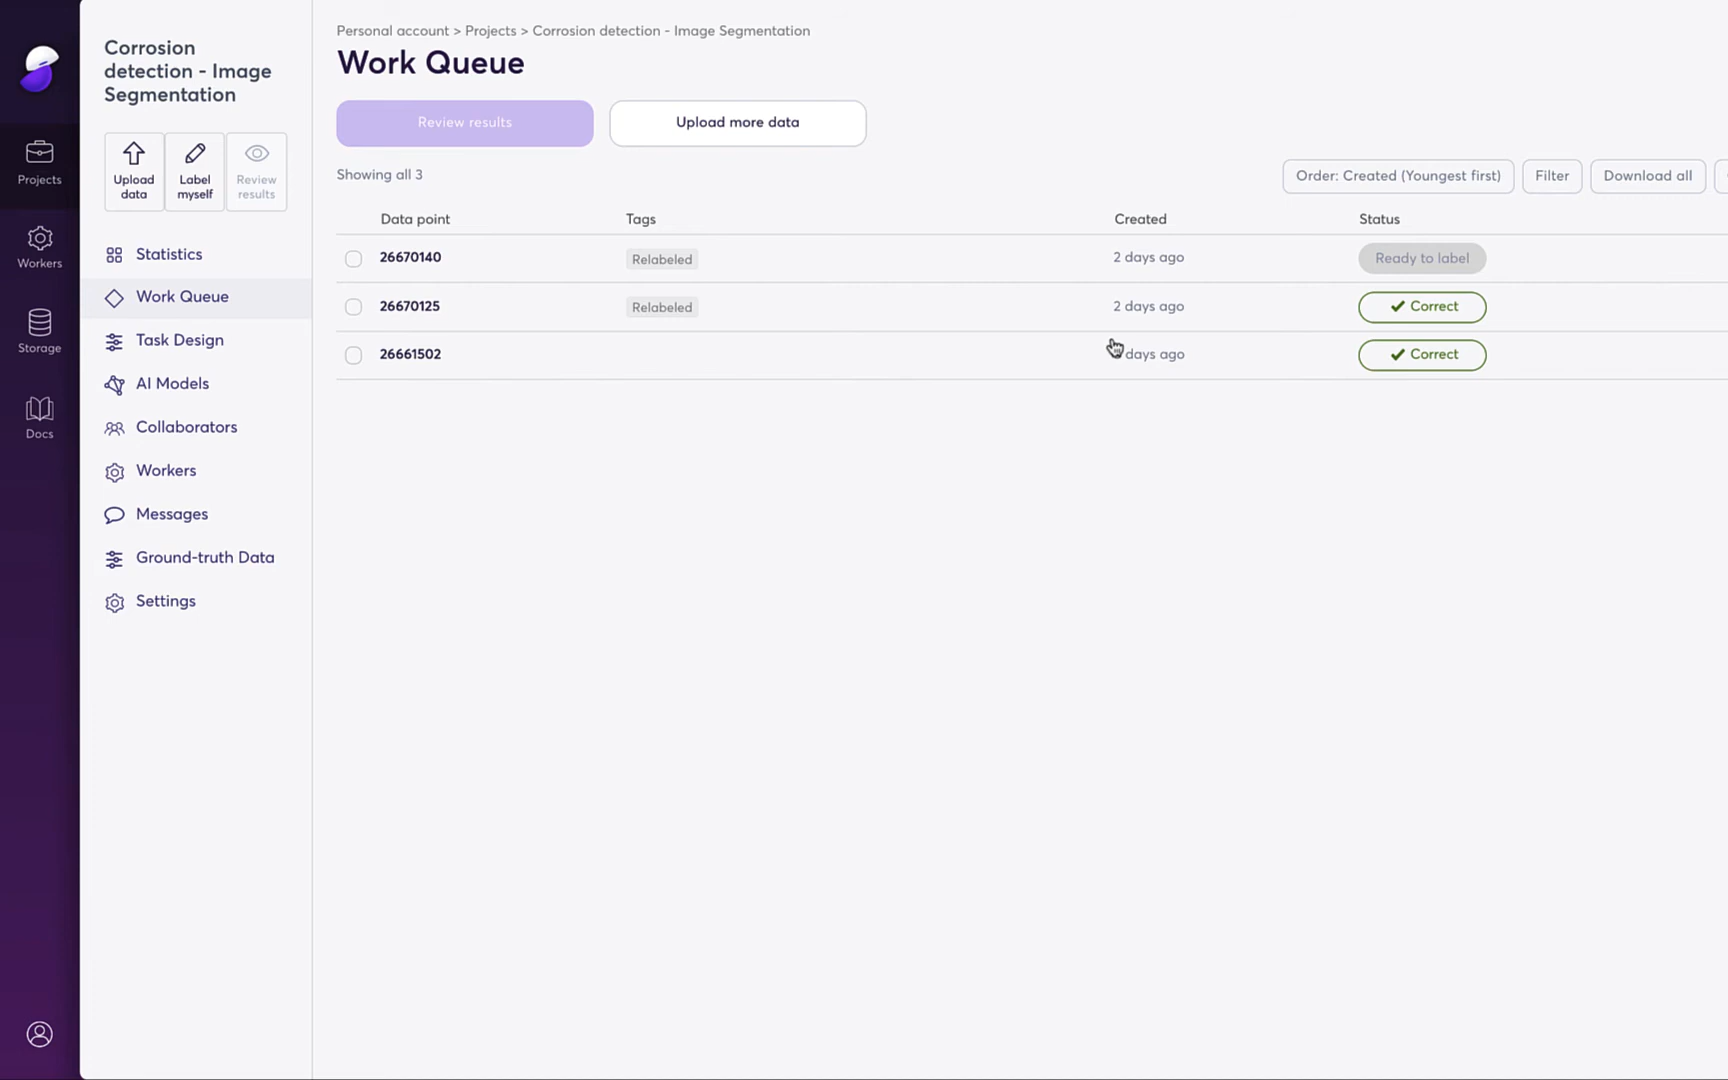 Personal account > Projects > Corrosion detection - Image Segmentation
Work Queue
Review results
Upload more data
Showing all 3
Order: Created (Youngest first)
Filter
Download all
Data point
Tags
Created
Status
26670140
Relabeled
2 days ago
Ready to label
26670125
Relabeled
2 days ago
Correct
26661502
days ago
Correct
Corrosion
detection - Image
Segmentation
Upload
data
Label
myself
Review
results
Statistics
Work Queue
Task Design
AI Models
Collaborators
Workers
Messages
Ground-truth Data
Settings
Projects
Workers
Storage
Docs